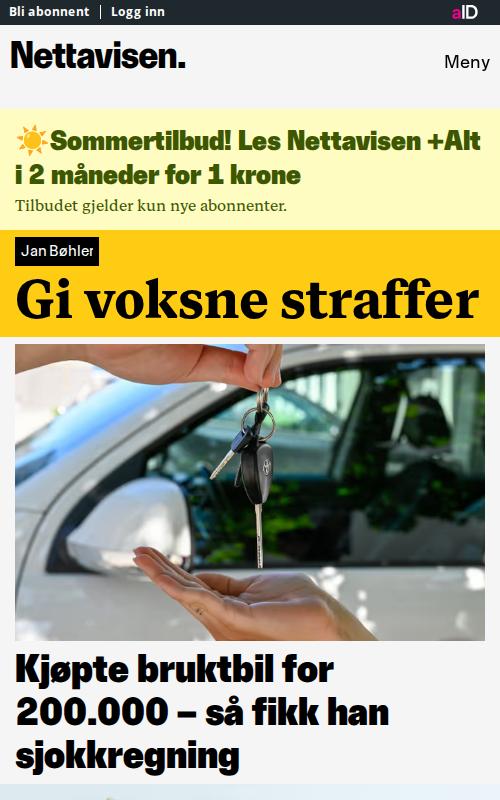 Bli abonnent | Logg inn
aID
Nettavisen.
Meny
☀️Sommertilbud! Les Nettavisen +Alt
i 2 måneder for 1 krone
Tilbudet gjelder kun nye abonnenter.
Jan Bøhler
Gi voksne straffer
Kjøpte bruktbil for
200.000 – så fikk han
sjokkregning